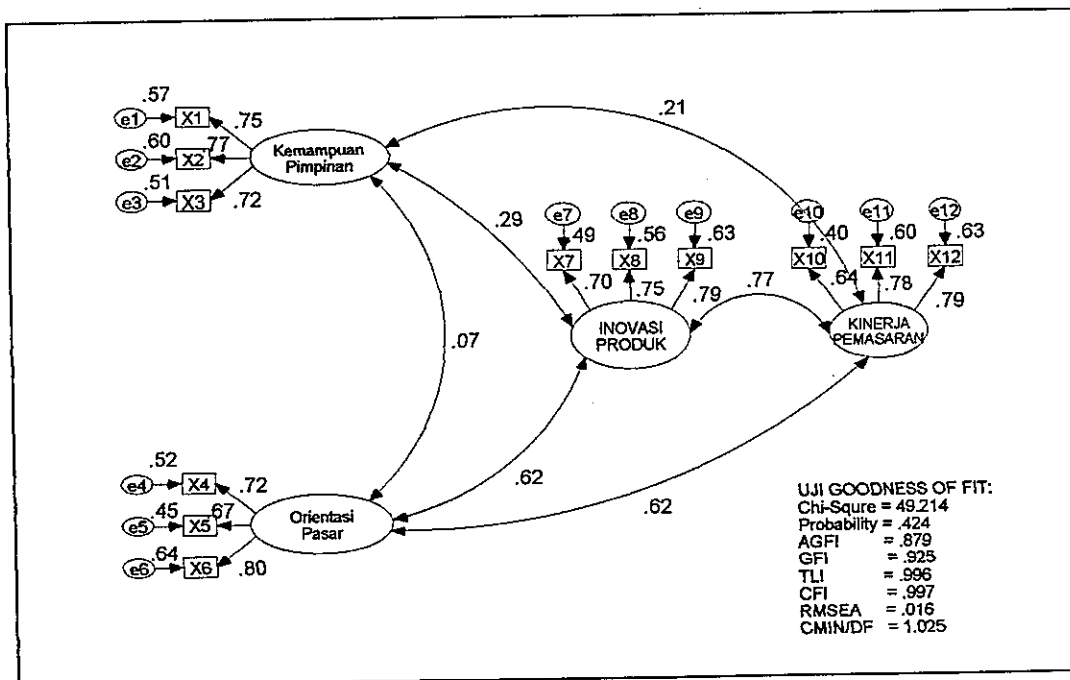 .57
e1 X1 .75
.60
e2 X2 .77
.51
e3 X3 .72
Kemampuan
Pimpinan
.21
.29
.07
e7 e8 e9
.49 .56 .63
X7 X8 X9
.70 .75 .79
INOVASI
PRODUK
.77
e10 e11 e12
.40 .60 .63
X10 X11 X12
.64 .78 .79
KINERJA
PEMASARAN
.62
.62
.52
e4 X4 .72
.45
e5 X5 .67
.64
e6 X6 .80
Orientasi
Pasar
UJI GOODNESS OF FIT:
Chi-Squre = 49.214
Probability = .424
AGFI = .879
GFI = .925
TLI = .996
CFI = .997
RMSEA = .016
CMIN/DF = 1.025